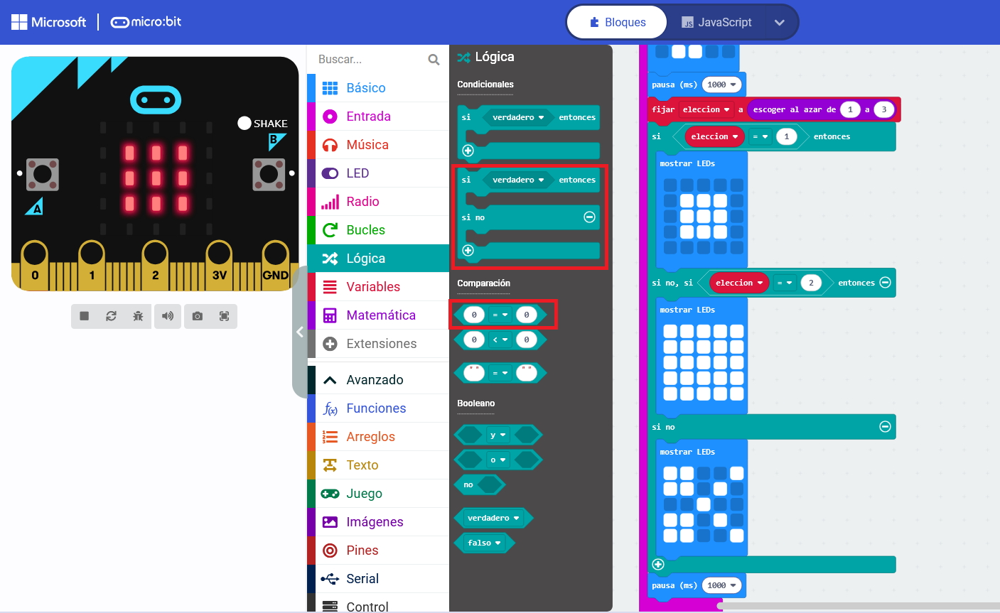 Microsoft
micro:bit
Bloques
JavaScript
SHAKE
B
A
0
1
2
3V
GND
Buscar...
Básico
Entrada
Música
LED
Radio
Bucles
Lógica
Variables
Matemática
Extensiones
Avanzado
Funciones
Arreglos
Texto
Juego
Imágenes
Pines
Serial
Control
Lógica
Condicionales
si verdadero entonces
si verdadero entonces
si no
Comparación
0 = 0
0 < 0
" " = " "
Booleano
y
o
no
verdadero
falso
pausa (ms) 1000
fijar eleccion a escoger al azar de 1 a 3
si eleccion = 1 entonces
mostrar LEDs
si no, si eleccion = 2 entonces
mostrar LEDs
si no
mostrar LEDs
pausa (ms) 1000